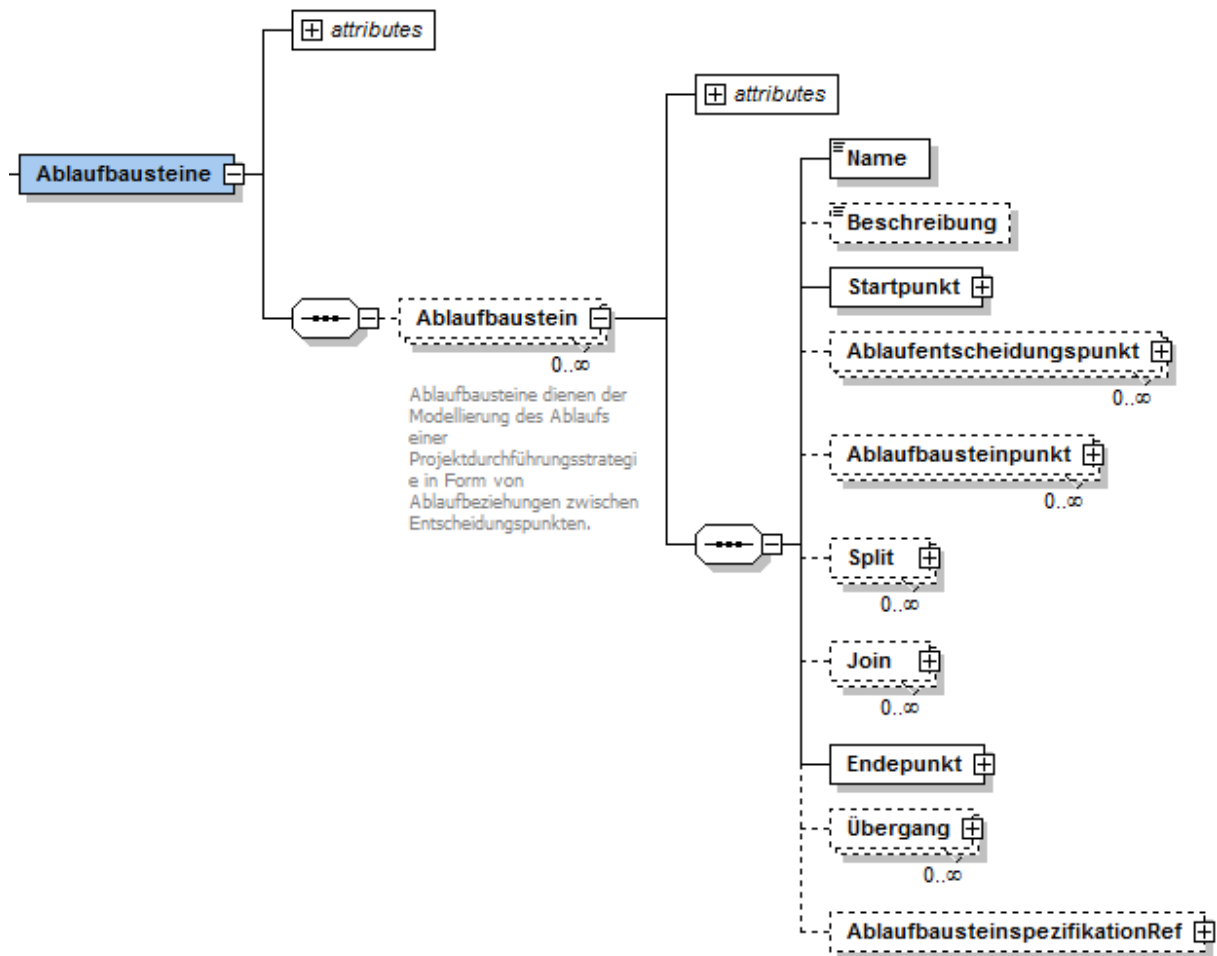 attributes
attributes
Ablaufbausteine
Name
Beschreibung
Startpunkt
Ablaufbaustein
0..∞
Ablaufbausteine dienen der
Modellierung des Ablaufs
einer
Projektdurchführungsstrategi
e in Form von
Ablaufbeziehungen zwischen
Entscheidungspunkten.
Ablaufentscheidungspunkt
0..∞
Ablaufbausteinpunkt
0..∞
Split
0..∞
Join
0..∞
Endepunkt
Übergang
0..∞
AblaufbausteinspezifikationRef